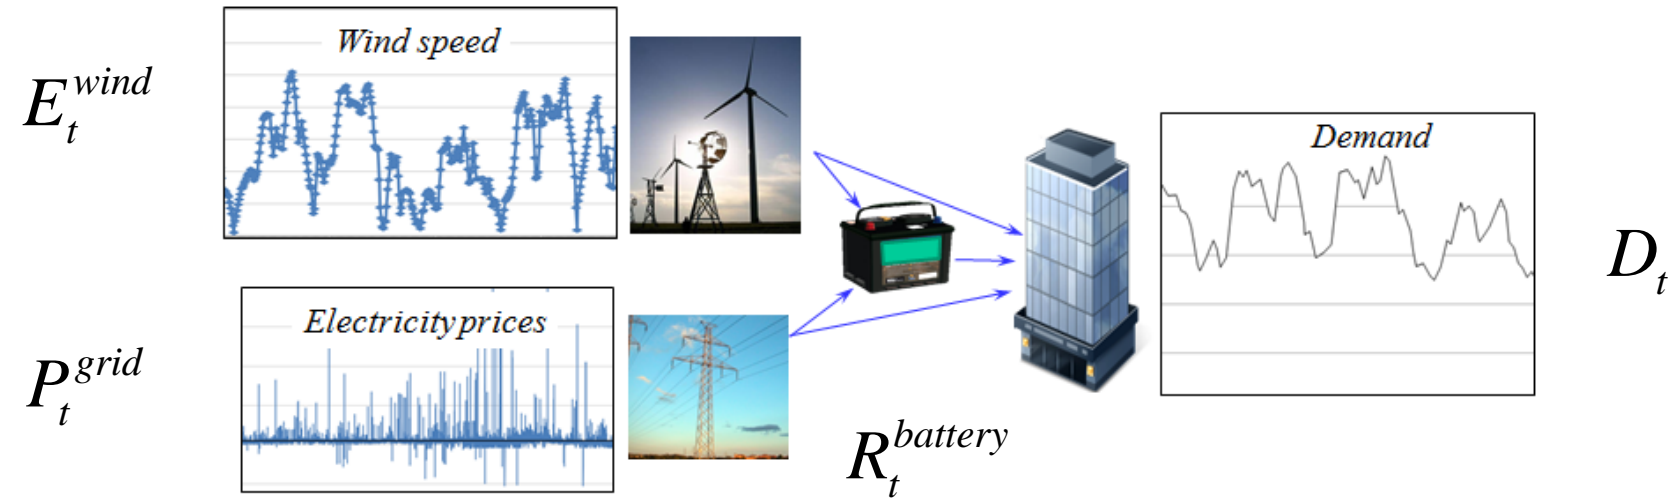 Wind speed
E_t^{wind}
Demand
D_t
Electricity prices
P_t^{grid}
R_t^{battery}